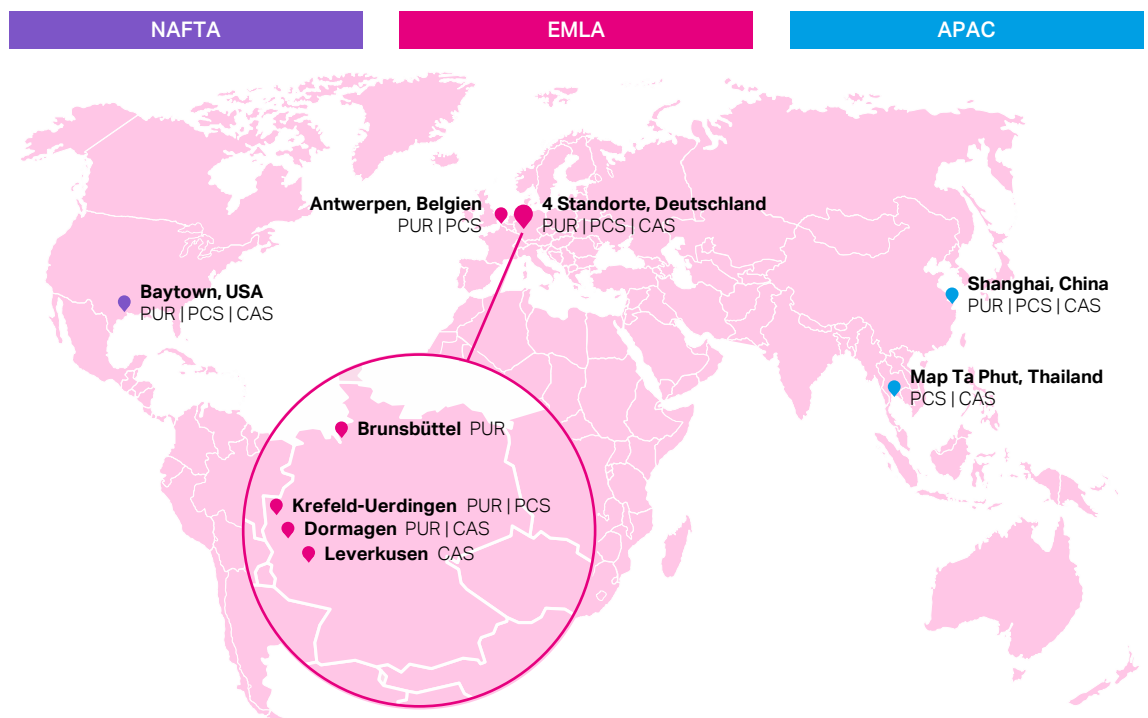 NAFTA
EMLA
APAC
Antwerpen, Belgien
PUR | PCS
4 Standorte, Deutschland
PUR | PCS | CAS
Baytown, USA
PUR | PCS | CAS
Shanghai, China
PUR | PCS | CAS
Map Ta Phut, Thailand
PCS | CAS
Brunsbüttel PUR
Krefeld-Uerdingen PUR | PCS
Dormagen PUR | CAS
Leverkusen CAS